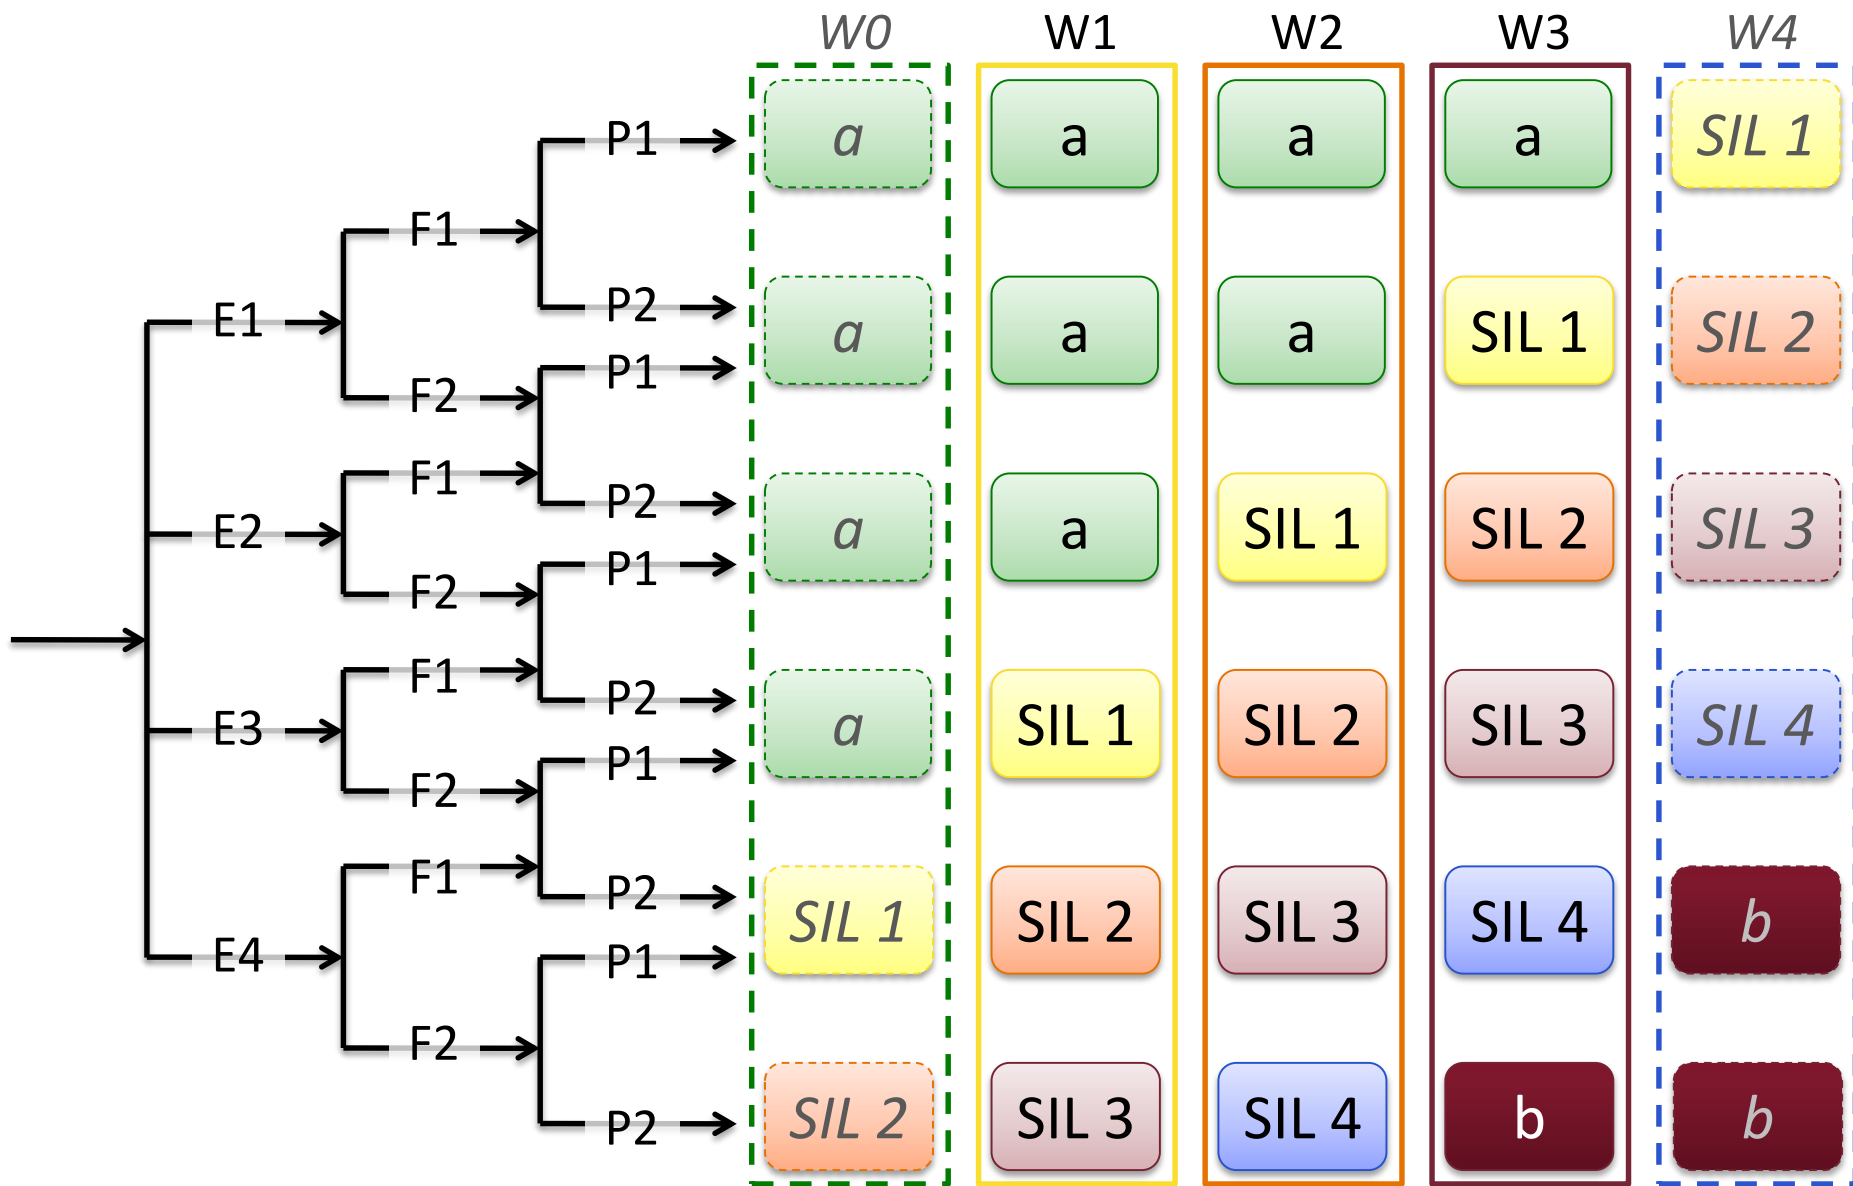 W0 W1 W2 W3 W4
P1 a a a a SIL 1
F1
E1 P2 a a a SIL 1 SIL 2
P1
F2
F1
E2 P2 a a SIL 1 SIL 2 SIL 3
P1
F2
F1
E3 P2 a SIL 1 SIL 2 SIL 3 SIL 4
P1
F2
F1
P2 SIL 1 SIL 2 SIL 3 SIL 4 b
E4 P1
F2
P2 SIL 2 SIL 3 SIL 4 b b